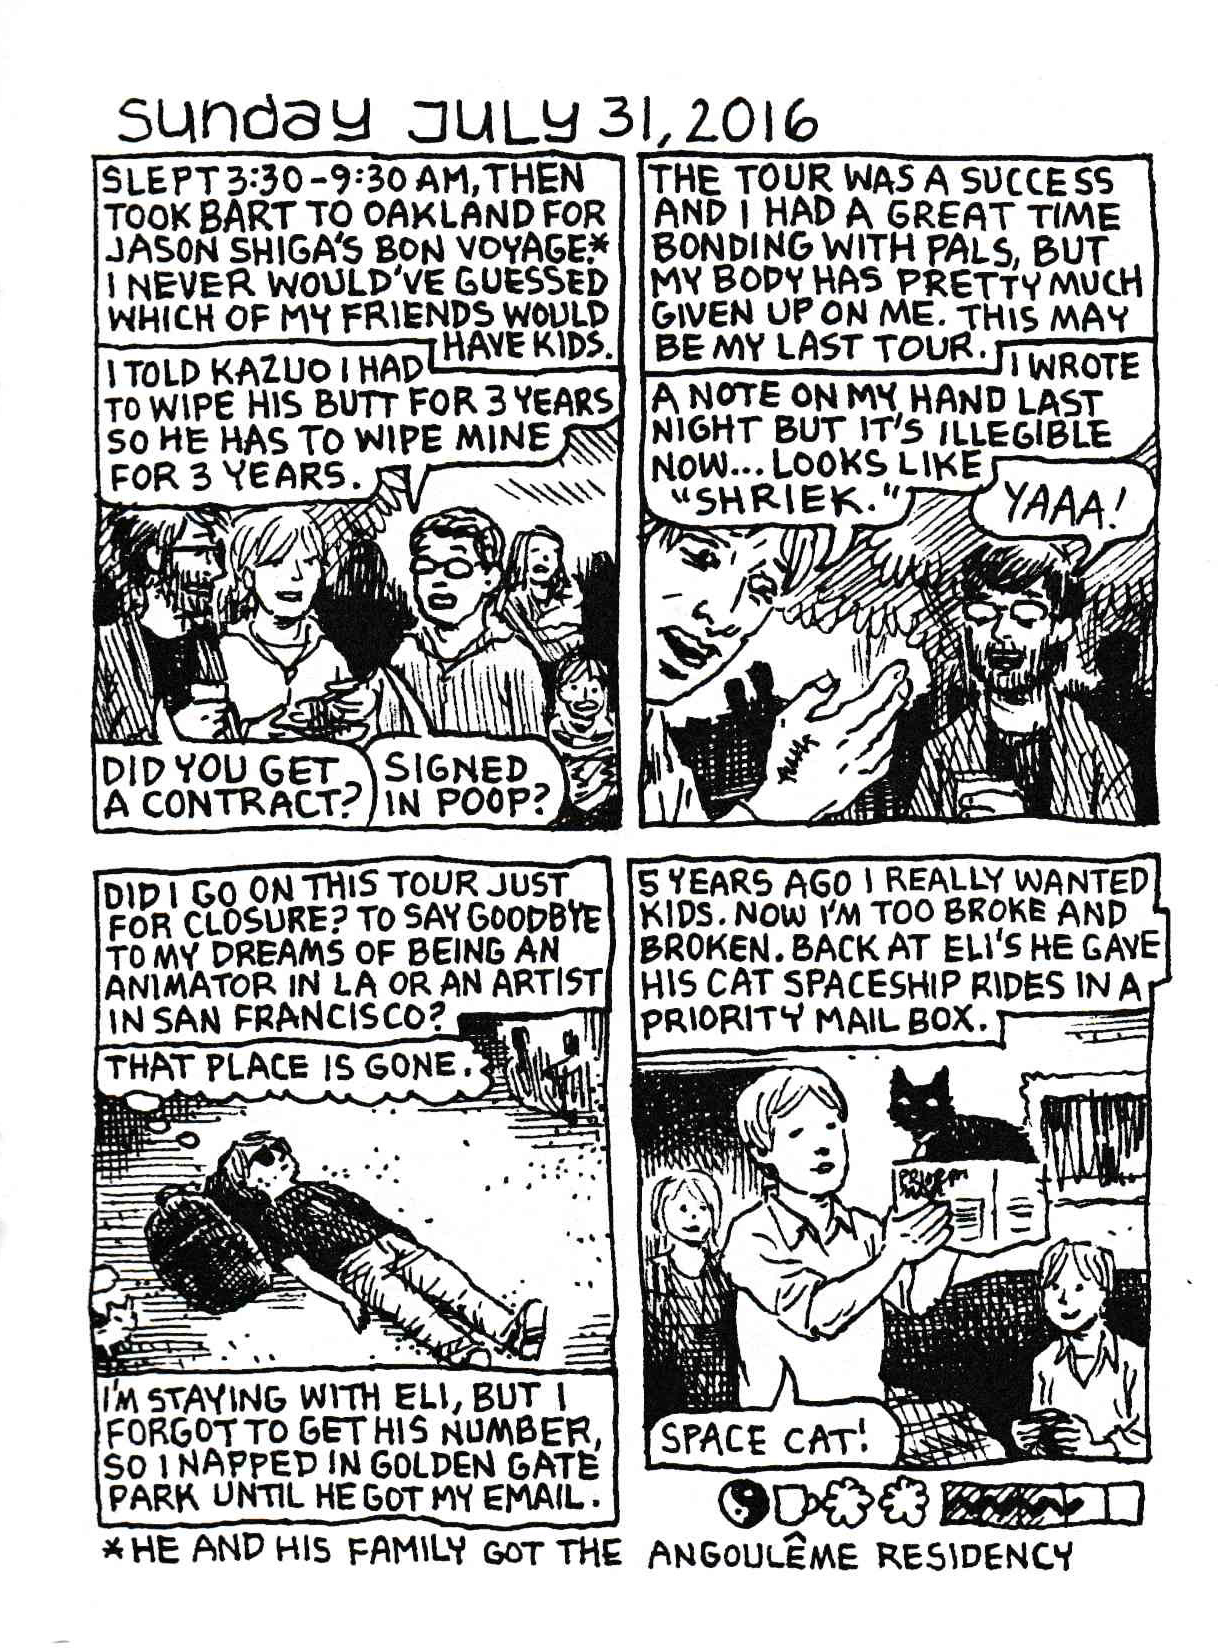 Sunday JULY 31, 2016
SLEPT 3:30-9:30 AM, THEN
TOOK BART TO OAKLAND FOR
JASON SHIGA'S BON VOYAGE.*
I NEVER WOULD'VE GUESSED
WHICH OF MY FRIENDS WOULD
HAVE KIDS.
I TOLD KAZUO I HAD
TO WIPE HIS BUTT FOR 3 YEARS
SO HE HAS TO WIPE MINE
FOR 3 YEARS.
DID YOU GET
A CONTRACT?
SIGNED
IN POOP?
THE TOUR WAS A SUCCESS
AND I HAD A GREAT TIME
BONDING WITH PALS, BUT
MY BODY HAS PRETTY MUCH
GIVEN UP ON ME. THIS MAY
BE MY LAST TOUR.
I WROTE
A NOTE ON MY HAND LAST
NIGHT BUT IT'S ILLEGIBLE
NOW... LOOKS LIKE
"SHRIEK."
YAAA!
DID I GO ON THIS TOUR JUST
FOR CLOSURE? TO SAY GOODBYE
TO MY DREAMS OF BEING AN
ANIMATOR IN LA OR AN ARTIST
IN SAN FRANCISCO?
THAT PLACE IS GONE.
I'M STAYING WITH ELI, BUT I
FORGOT TO GET HIS NUMBER,
SO I NAPPED IN GOLDEN GATE
PARK UNTIL HE GOT MY EMAIL.
5 YEARS AGO I REALLY WANTED
KIDS. NOW I'M TOO BROKE AND
BROKEN. BACK AT ELI'S HE GAVE
HIS CAT SPACESHIP RIDES IN A
PRIORITY MAIL BOX.
SPACE CAT!
*HE AND HIS FAMILY GOT THE ANGOULÊME RESIDENCY